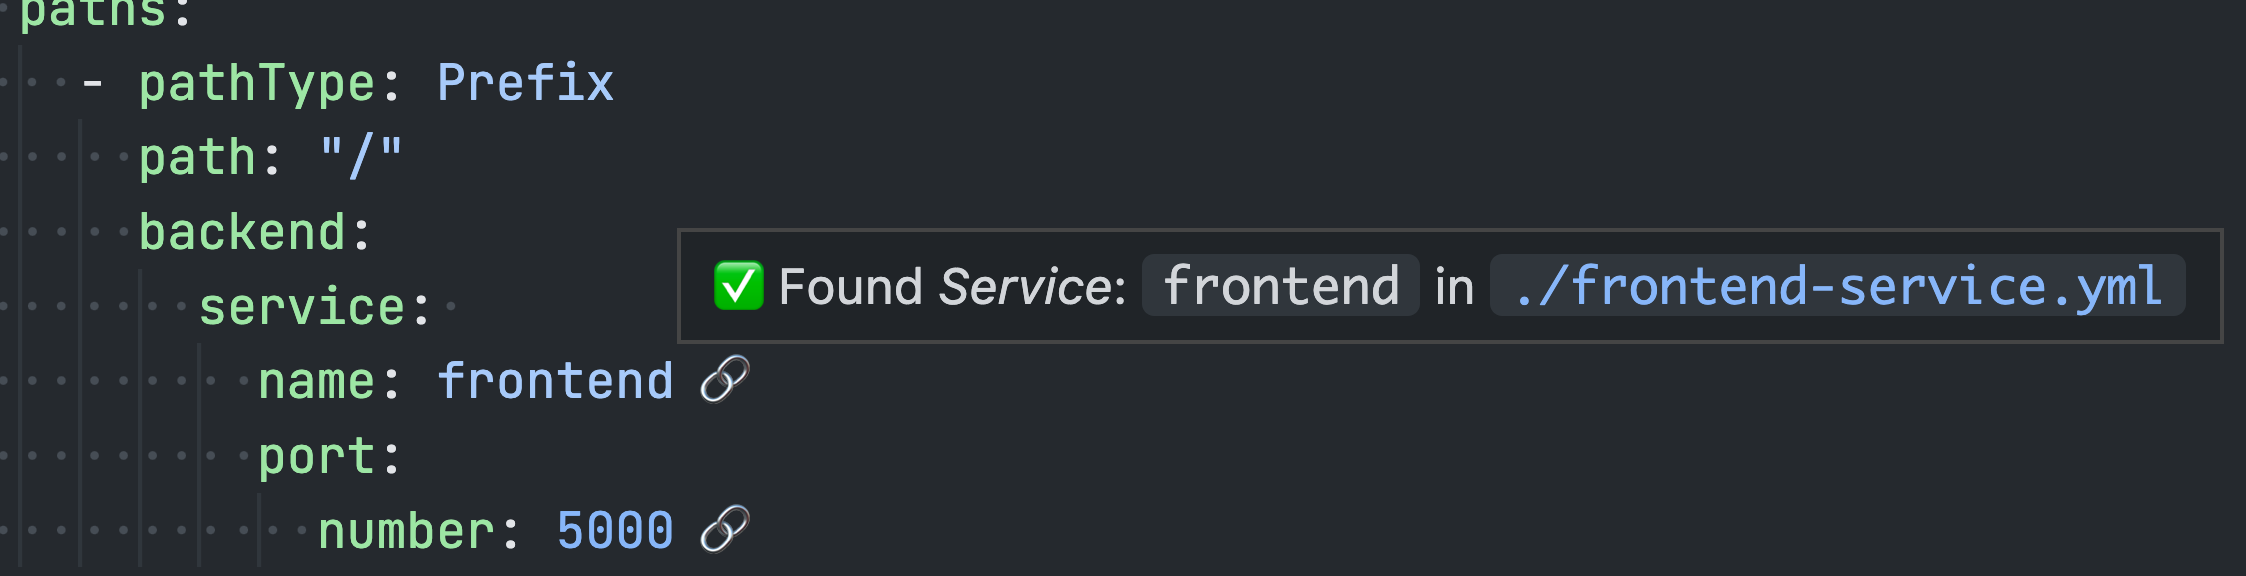 paths:
- pathType: Prefix
path: "/"
backend:
✅ Found Service: frontend in ./frontend-service.yml
service:
name: frontend 🔗
port:
number: 5000 🔗